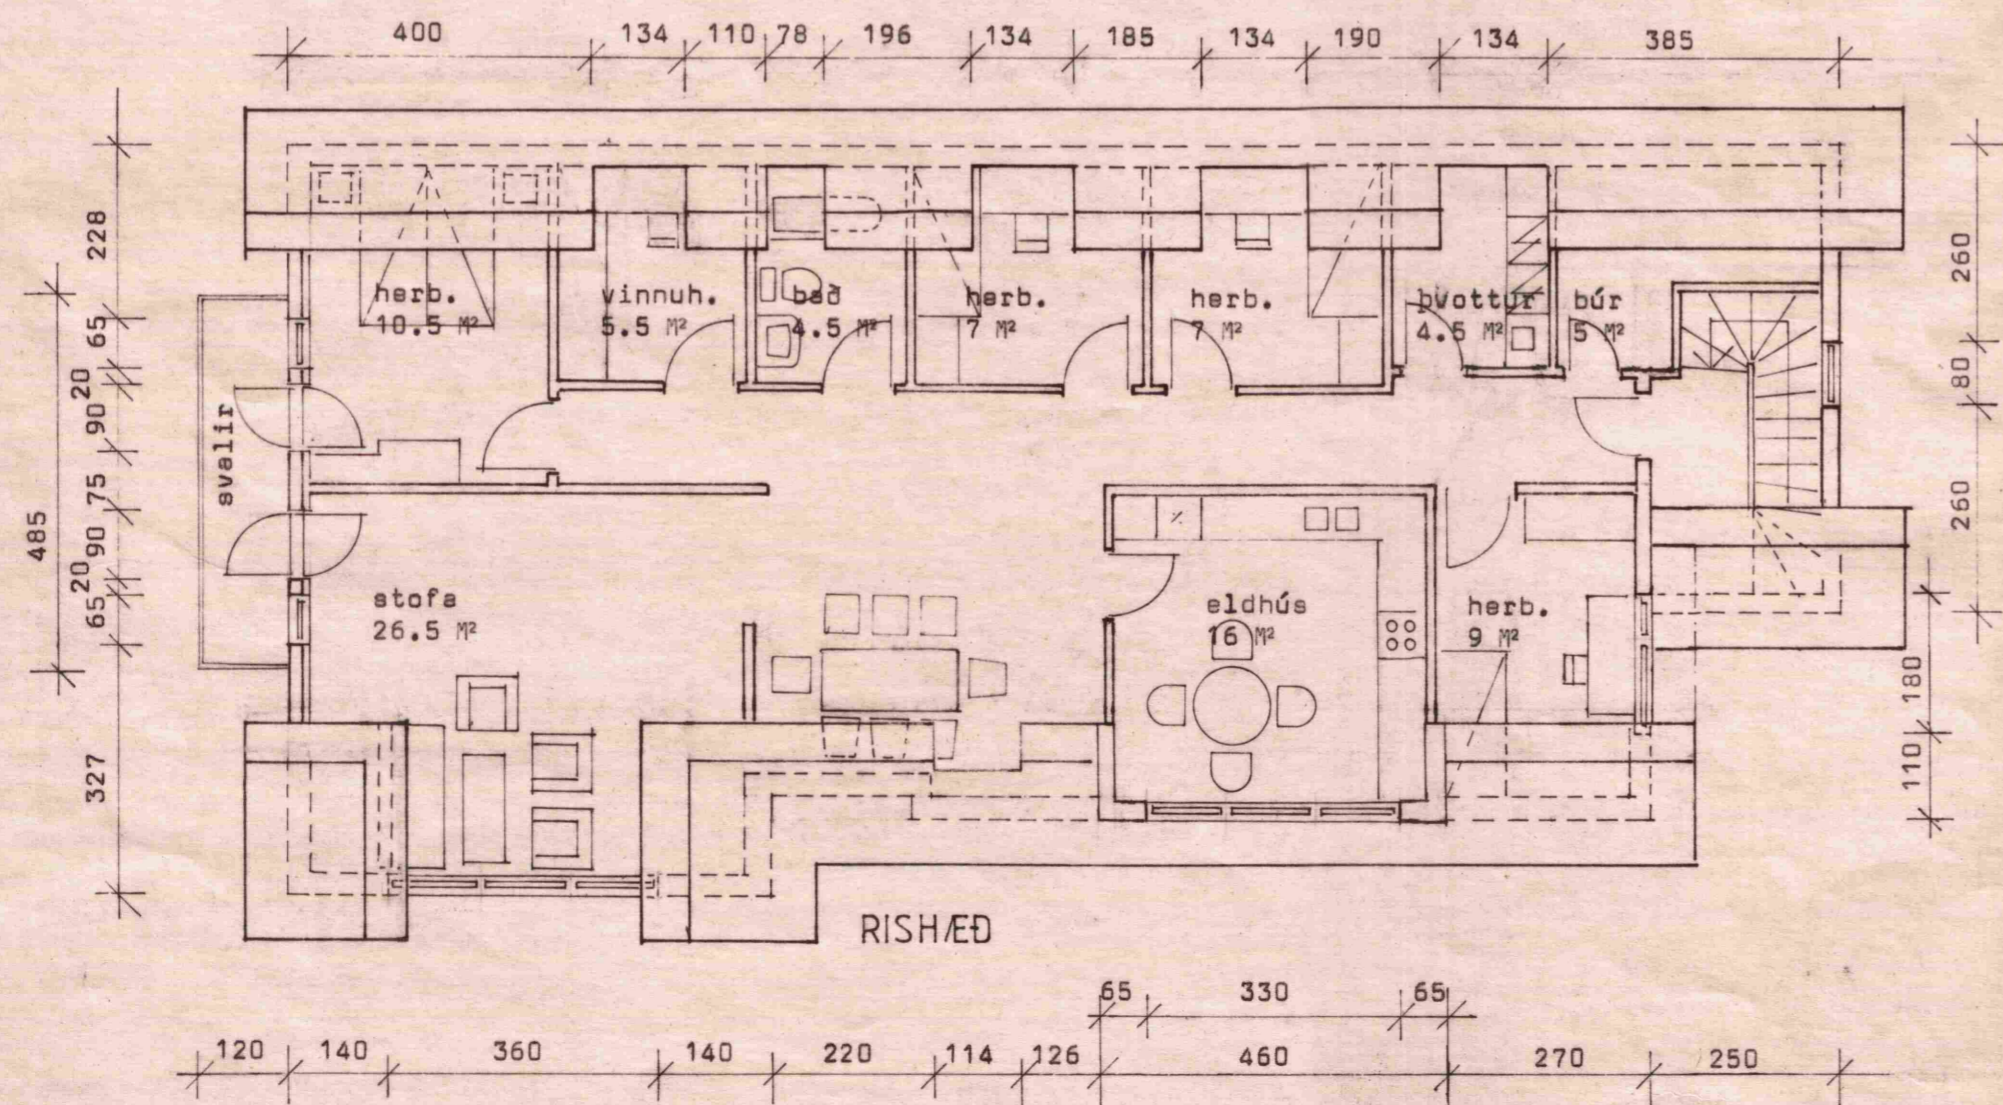 400 134 110 78 196 134 185 134 190 134 385
228
65
20
90
75
90
20
65
327
485
260
80
260
180
110
svalir
herb.
10.5 M²
vinnuh.
5.5 M²
bað
4.5 M²
herb.
7 M²
herb.
7 M²
þvottur
4.5 M²
búr
5 M²
stofa
26.5 M²
eldhús
16 M²
herb.
9 M²
RISHÆÐ
65 330 65
120 140 360 140 220 114 126 460 270 250